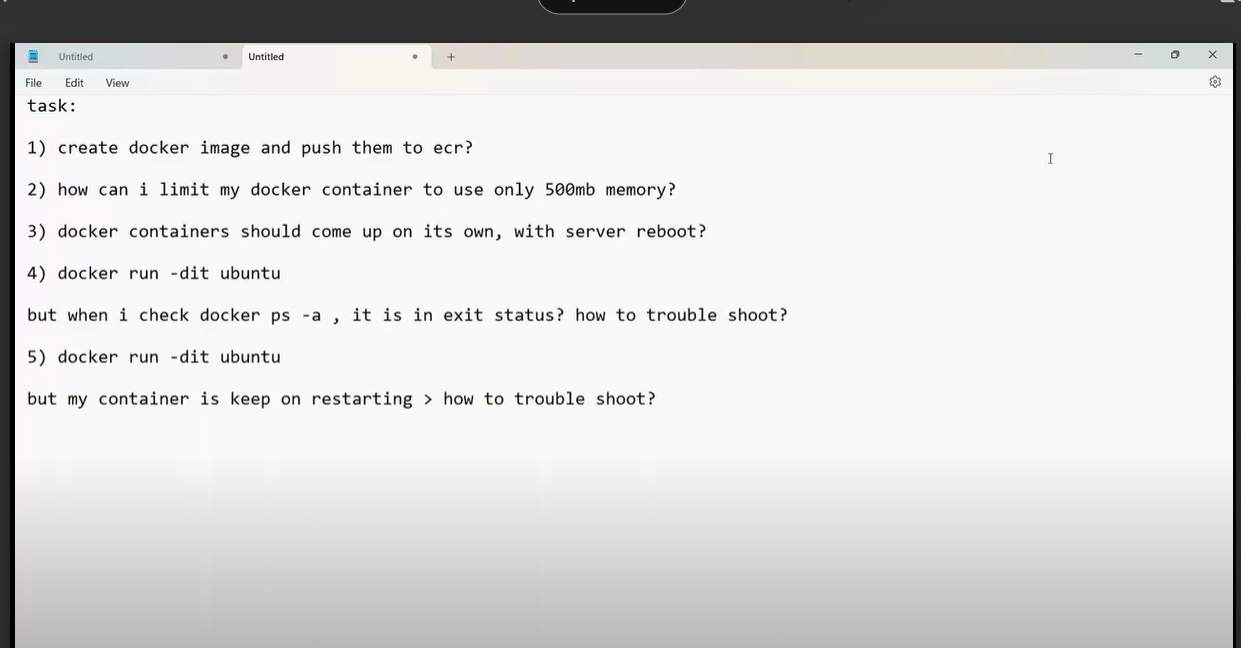 Untitled
Untitled
File Edit View
task:
1) create docker image and push them to ecr?
2) how can i limit my docker container to use only 500mb memory?
3) docker containers should come up on its own, with server reboot?
4) docker run -dit ubuntu
but when i check docker ps -a , it is in exit status? how to trouble shoot?
5) docker run -dit ubuntu
but my container is keep on restarting > how to trouble shoot?